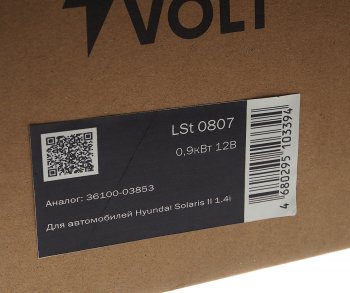 VOLT
LSt 0807
0,9кВт 12В
Аналог: 36100-03853
Для автомобилей Hyundai Solaris II 1.4i
4 680295 103394